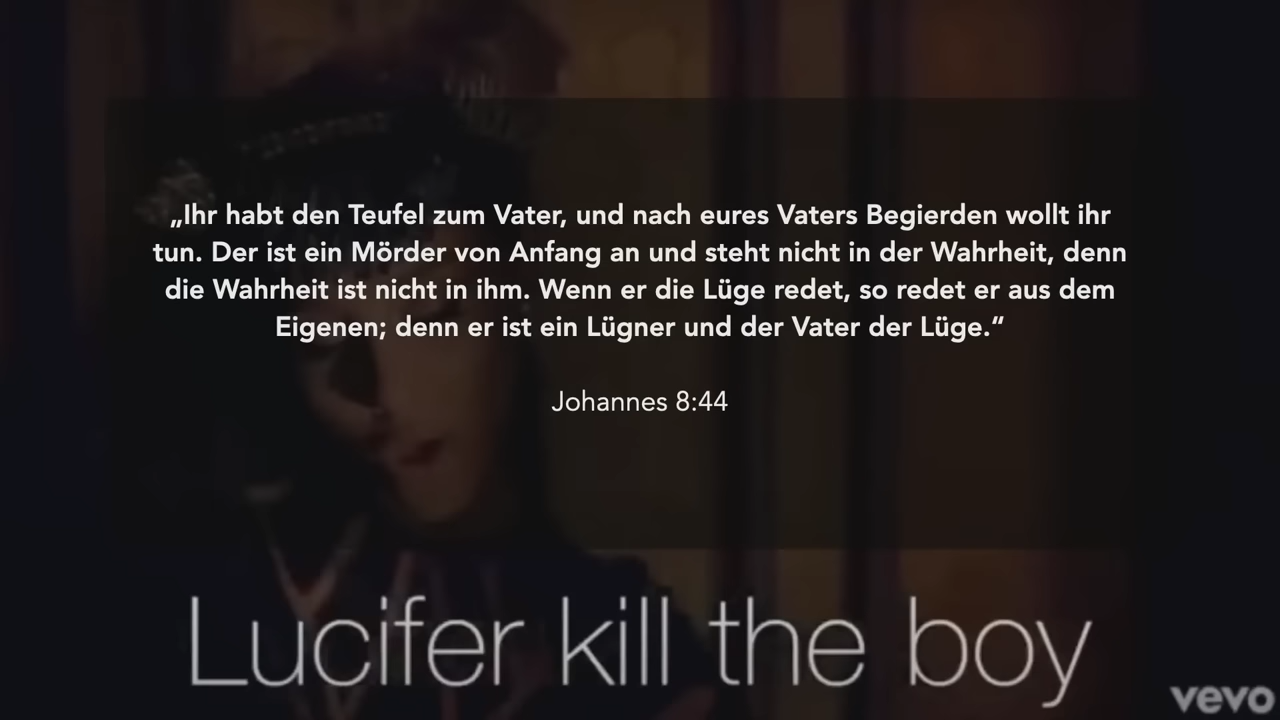 „Ihr habt den Teufel zum Vater, und nach eures Vaters Begierden wollt ihr
tun. Der ist ein Mörder von Anfang an und steht nicht in der Wahrheit, denn
die Wahrheit ist nicht in ihm. Wenn er die Lüge redet, so redet er aus dem
Eigenen; denn er ist ein Lügner und der Vater der Lüge.“
Johannes 8:44
Lucifer kill the boy
vevo